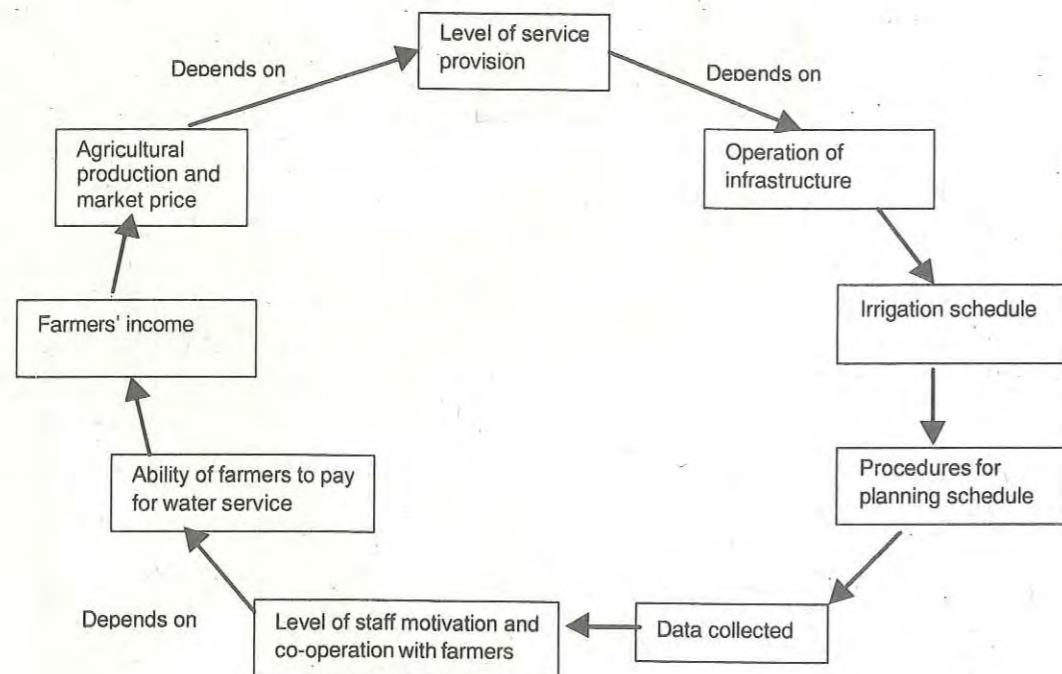 Level of service
provision
Depends on
Depends on
Agricultural
production and
market price
Operation of
infrastructure
Farmers' income
Irrigation schedule
Ability of farmers to pay
for water service
Procedures for
planning schedule
Depends on
Level of staff motivation and
co-operation with farmers
Data collected